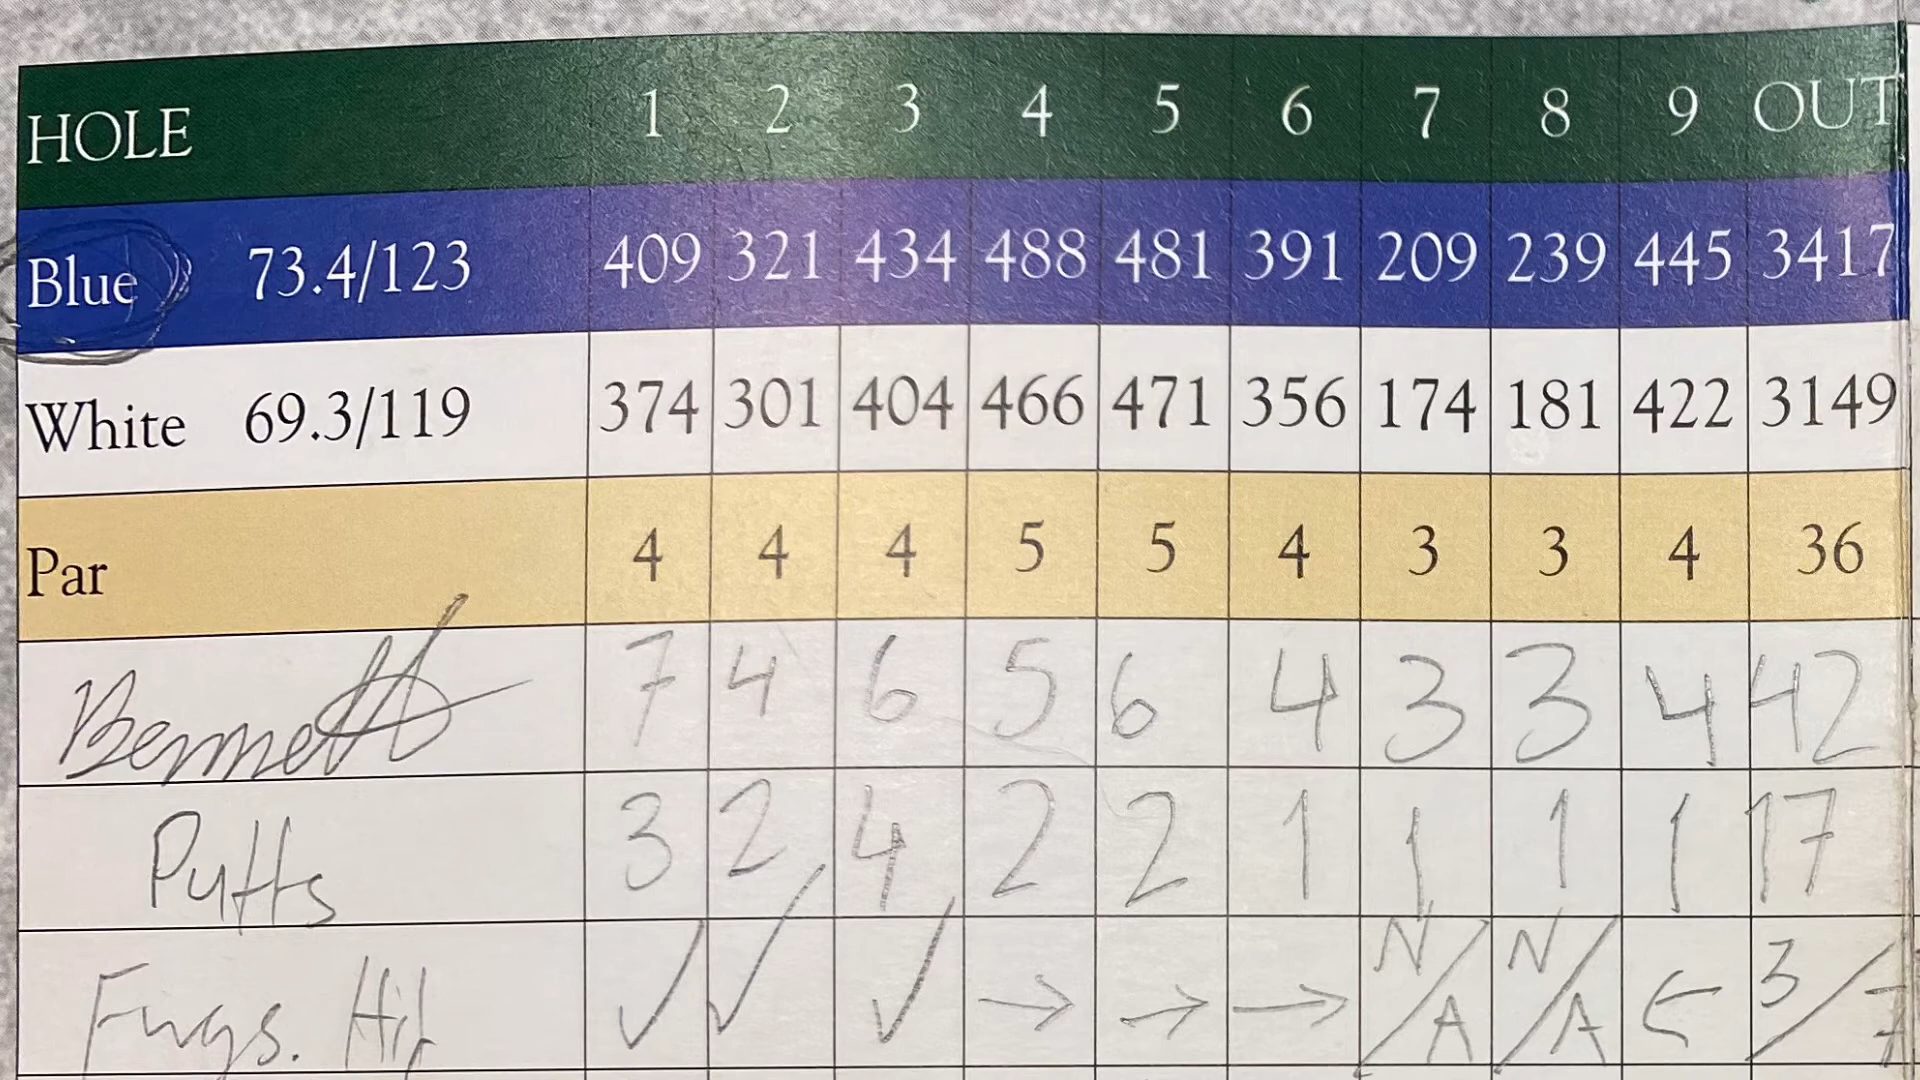 HOLE 1 2 3 4 5 6 7 8 9 OUT
Blue 73.4/123 409 321 434 488 481 391 209 239 445 3417
White 69.3/119 374 301 404 466 471 356 174 181 422 3149
Par 4 4 4 5 5 4 3 3 4 36
Bennett 7 4 6 5 6 4 3 3 4 42
Putts 3 2 4 2 2 1 1 1 1 17
Fwgs. Hit ✓ ✓ ✓ → → → N/A N/A ← 3/7